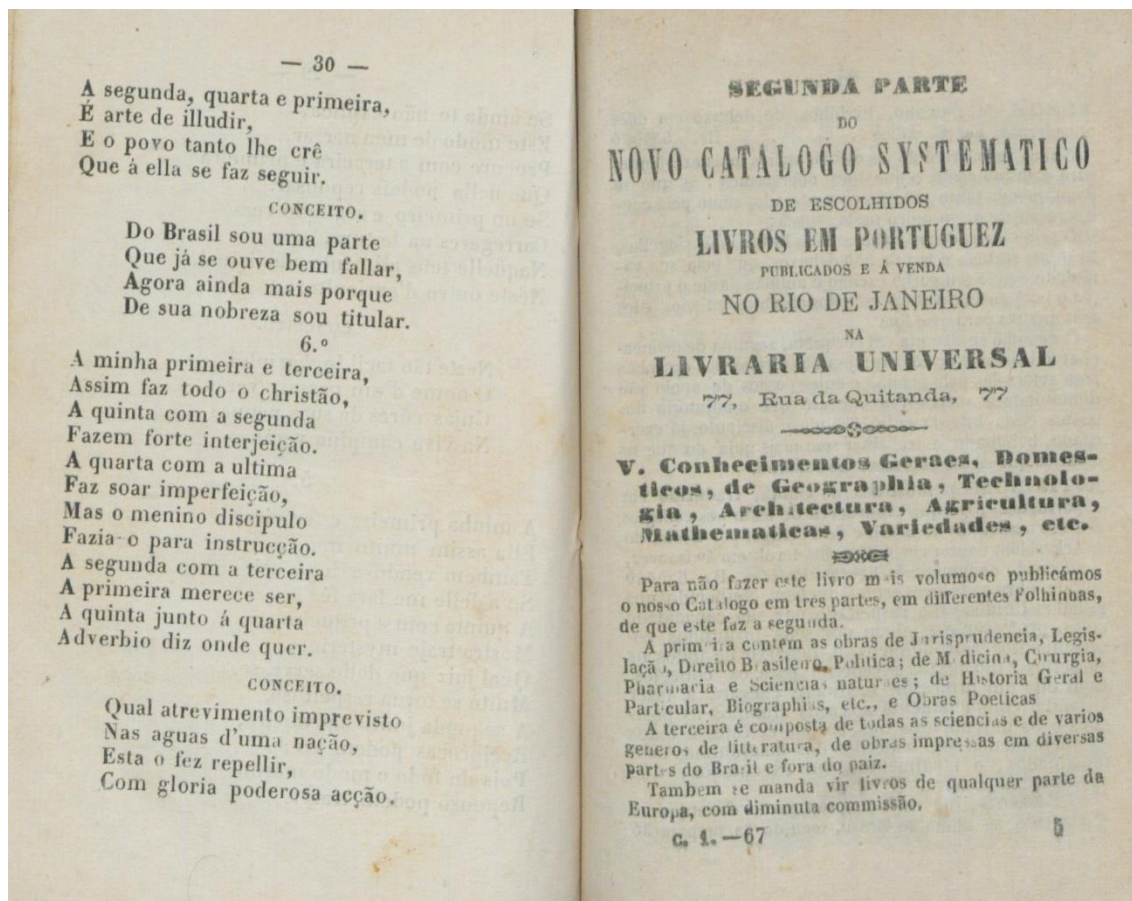 — 30 —
A segunda, quarta e primeira,
É arte de illudir,
E o povo tanto lhe crê
Que á ella se faz seguir.
CONCEITO.
Do Brasil sou uma parte
Que já se ouve bem fallar,
Agora ainda mais porque
De sua nobreza sou titular.
6.º
A minha primeira e terceira,
Assim faz todo o christão,
A quinta com a segunda
Fazem forte interjeição.
A quarta com a ultima
Faz soar imperfeição,
Mas o menino discipulo
Fazia-o para instrucção.
A segunda com a terceira
A primeira merece ser,
A quinta junto á quarta
Adverbio diz onde quer.
CONCEITO.
Qual atrevimento imprevisto
Nas aguas d'uma nação,
Esta o fez repellir,
Com gloria poderosa acção.
SEGUNDA PARTE
DO
NOVO CATALOGO SYSTEMATICO
DE ESCOLHIDOS
LIVROS EM PORTUGUEZ
PUBLICADOS E Á VENDA
NO RIO DE JANEIRO
NA
LIVRARIA UNIVERSAL
77, Rua da Quitanda, 77
V. Conhecimentos Geraes, Domes-
ticos, de Geographia, Technolo-
gia, Architectura, Agricultura,
Mathematicas, Variedades, etc.
Para não fazer este livro mais volumoso publicámos
o nosso Catalogo em tres partes, em differentes Folhinhas,
de que este faz a segunda.
A primeira contém as obras de Jurisprudencia, Legis-
lação, Direito Brasileiro, Politica; de Medicina, Cirurgia,
Pharmacia e Sciencias naturaes; de Historia Geral e
Particular, Biographias, etc., e Obras Poeticas
A terceira é composta de todas as sciencias e de varios
generos de litteratura, de obras impressas em diversas
partes do Brasil e fora do paiz.
Tambem se manda vir livros de qualquer parte da
Europa, com diminuta commissão.
C. 1.—67 5